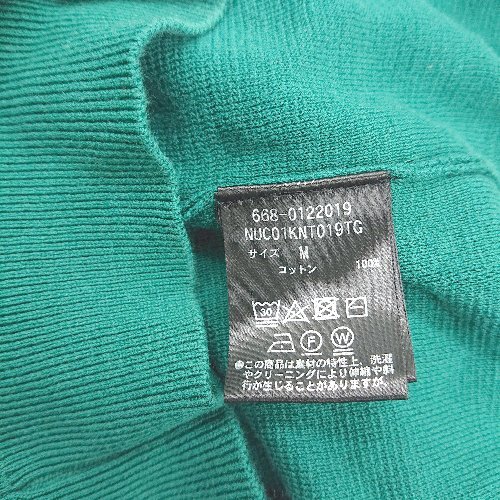 668-0122019
NUC01KNT019TG
サイズ M
コットン 100%
30
F W
●この商品は素材の特性上、洗濯
やクリーニングにより伸縮や斜
行が生じることがありますが、